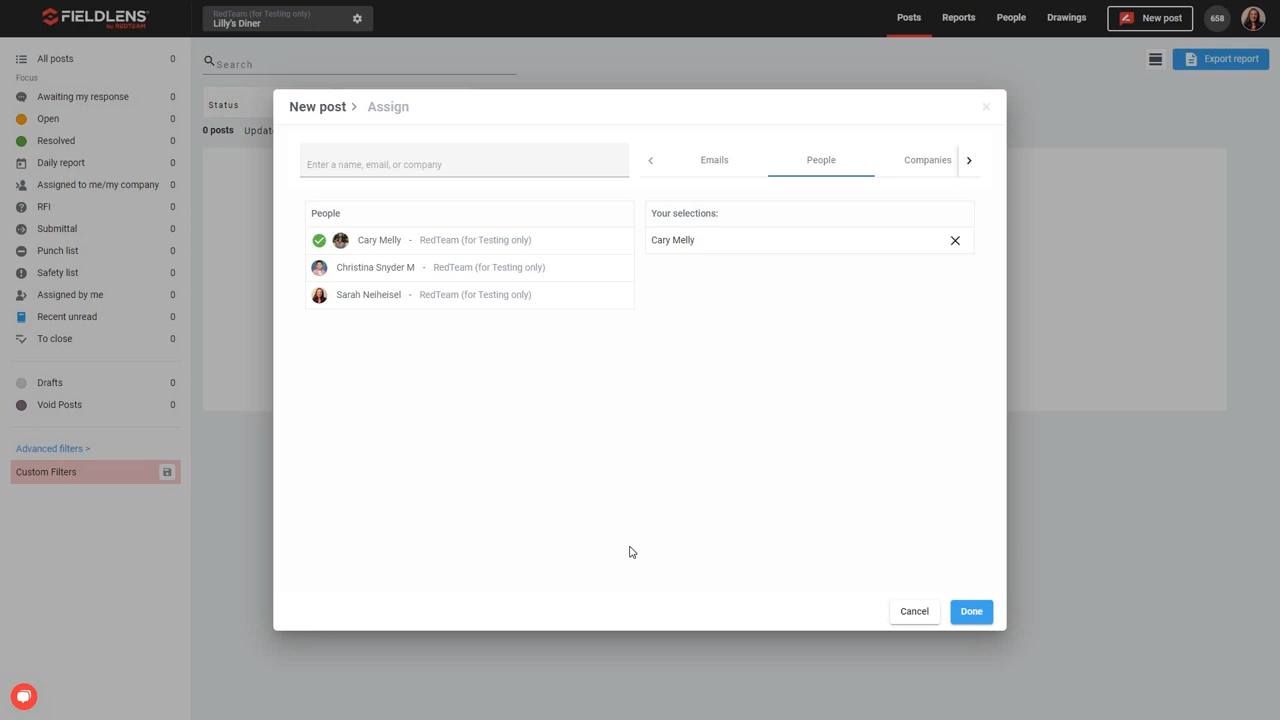 FIELDLENS
by REDTEAM
RedTeam (for Testing only)
Lilly's Diner
Posts
Reports
People
Drawings
New post
658
All posts 0
Focus
Awaiting my response 0
Open 0
Resolved 0
Daily report 0
Assigned to me/my company 0
RFI 0
Submittal 0
Punch list 0
Safety list 0
Assigned by me 0
Recent unread 0
To close 0
Drafts 0
Void Posts 0
Advanced filters >
Custom Filters
Search
Export report
Status
0 posts
New post > Assign
Enter a name, email, or company
Emails
People
Companies
People
Cary Melly - RedTeam (for Testing only)
Christina Snyder M - RedTeam (for Testing only)
Sarah Neiheisel - RedTeam (for Testing only)
Your selections:
Cary Melly
Cancel
Done